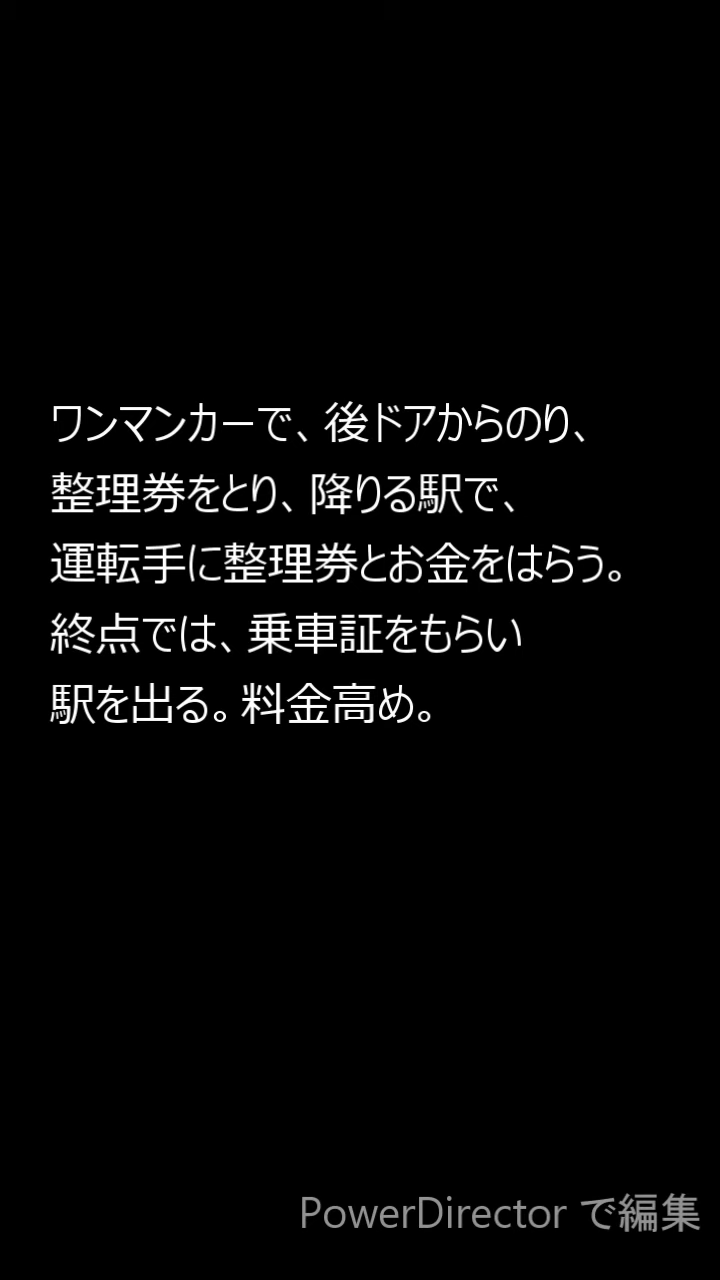 ワンマンカーで、後ドアからのり、
整理券をとり、降りる駅で、
運転手に整理券とお金をはらう。
終点では、乗車証をもらい
駅を出る。料金高め。
PowerDirector で編集